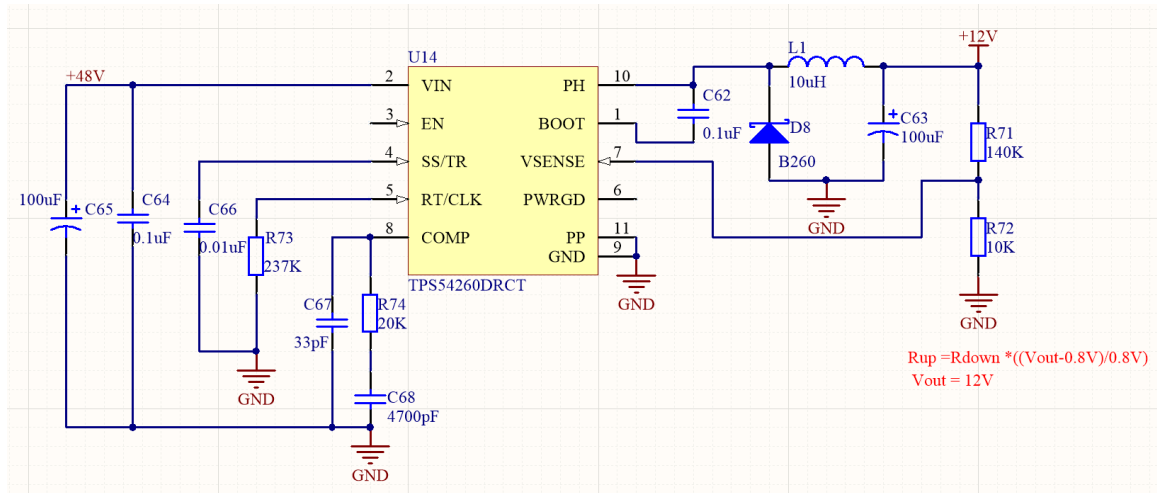 U14
+48V
2
VIN
3
EN
4
SS/TR
5
RT/CLK
8
COMP
PH
10
BOOT
1
VSENSE
7
PWRGD
6
PP
11
GND
9
TPS54260DRCT
100uF
C65
C64
0.1uF
C66
0.01uF
R73
237K
GND
C67
33pF
R74
20K
C68
4700pF
GND
C62
0.1uF
L1
10uH
D8
B260
C63
100uF
GND
GND
+12V
R71
140K
R72
10K
GND
Rup =Rdown *((Vout-0.8V)/0.8V)
Vout = 12V